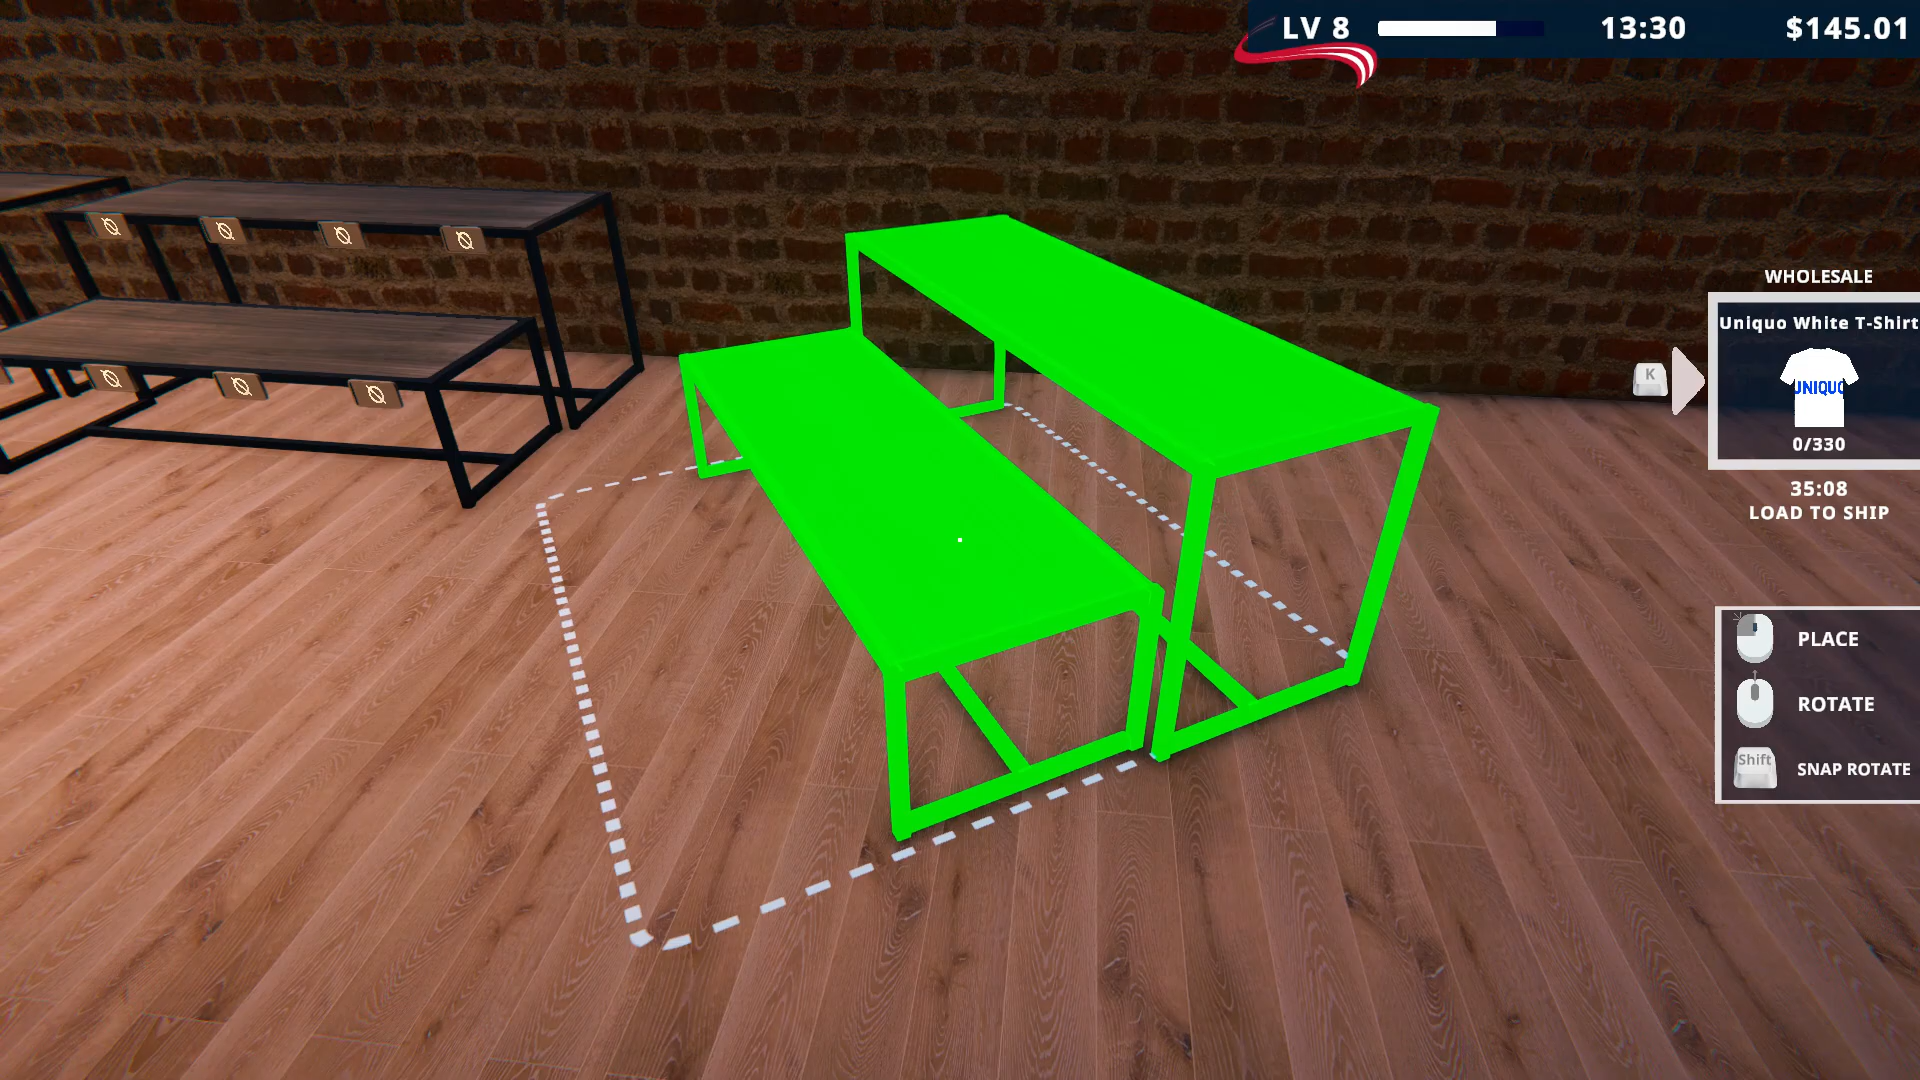 LV 8
13:30
$145.01
WHOLESALE
Uniquo White T-Shirt
UNIQUO
0/330
K
35:08
LOAD TO SHIP
PLACE
ROTATE
Shift
SNAP ROTATE